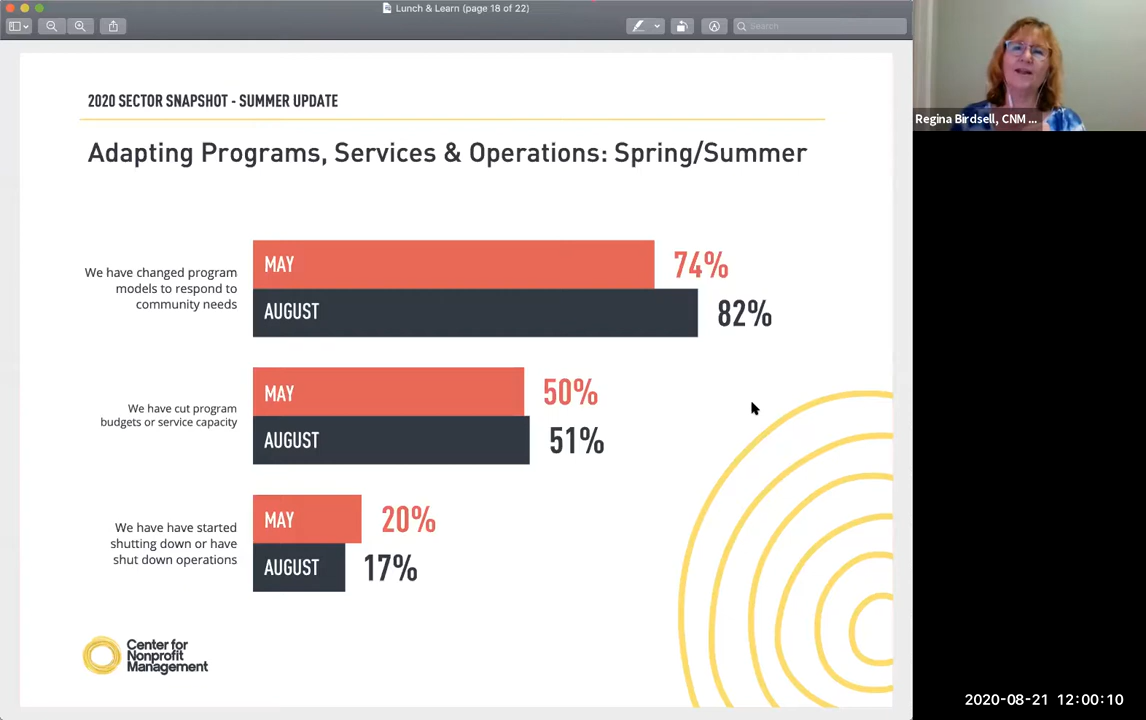 Lunch & Learn (page 18 of 22)
Search
2020 SECTOR SNAPSHOT - SUMMER UPDATE
Adapting Programs, Services & Operations: Spring/Summer
We have changed program
models to respond to
community needs
MAY
74%
AUGUST
82%
We have cut program
budgets or service capacity
MAY
50%
AUGUST
51%
We have have started
shutting down or have
shut down operations
MAY
20%
AUGUST
17%
Center for
Nonprofit
Management
Regina Birdsell, CNM ...
2020-08-21 12:00:10